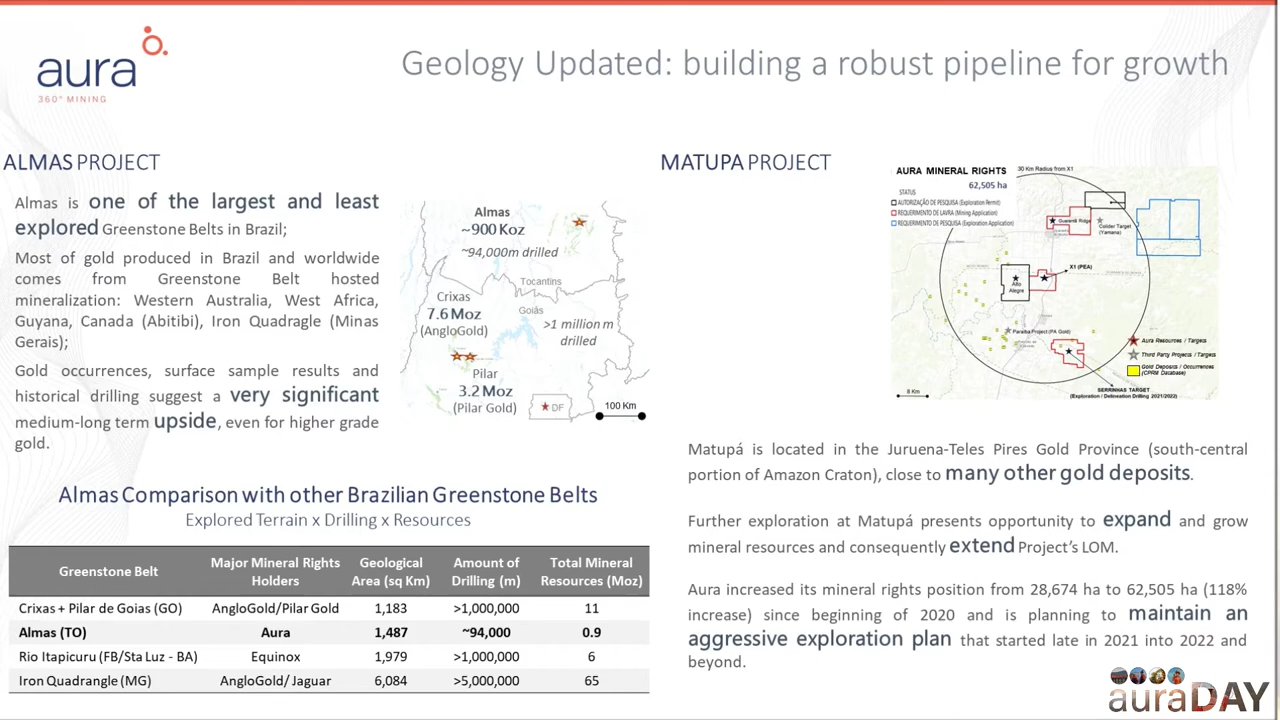 aura
360° MINING
Geology Updated: building a robust pipeline for growth
ALMAS PROJECT
Almas is one of the largest and least
explored Greenstone Belts in Brazil;
Most of gold produced in Brazil and worldwide
comes from Greenstone Belt hosted
mineralization: Western Australia, West Africa,
Guyana, Canada (Abitibi), Iron Quadragle (Minas
Gerais);
Gold occurrences, surface sample results and
historical drilling suggest a very significant
medium-long term upside, even for higher grade
gold.
Almas
~900 Koz
~94,000m drilled
Tocantins
Crixas
7.6 Moz
(AngloGold)
Goiás
>1 million m
drilled
Pilar
3.2 Moz
(Pilar Gold)
DF
100 Km
Almas Comparison with other Brazilian Greenstone Belts
Explored Terrain x Drilling x Resources
Greenstone Belt Major Mineral Rights Holders Geological Area (sq Km) Amount of Drilling (m) Total Mineral Resources (Moz)
Crixas + Pilar de Goias (GO) AngloGold/Pilar Gold 1,183 >1,000,000 11
Almas (TO) Aura 1,487 ~94,000 0.9
Rio Itapicuru (FB/Sta Luz - BA) Equinox 1,979 >1,000,000 6
Iron Quadrangle (MG) AngloGold/ Jaguar 6,084 >5,000,000 65
MATUPA PROJECT
AURA MINERAL RIGHTS
62,505 ha
30 Km Radius from X1
STATUS
AUTORIZAÇÃO DE PESQUISA (Exploration Permit)
REQUERIMENTO DE LAVRA (Mining Application)
REQUERIMENTO DE PESQUISA (Exploration Application)
Guarantã Ridge
Colider Target
(Yamana)
X1 (PEA)
Alto
Alegre
Paraíba Project (PA Gold)
Aura Resources / Targets
Third Party Projects / Targets
Gold Deposits / Occurrences
(CPRM Database)
8 Km
SERRINHAS TARGET
(Exploration / Delineation Drilling 2021/2022)
Matupá is located in the Juruena-Teles Pires Gold Province (south-central
portion of Amazon Craton), close to many other gold deposits.
Further exploration at Matupá presents opportunity to expand and grow
mineral resources and consequently extend Project's LOM.
Aura increased its mineral rights position from 28,674 ha to 62,505 ha (118%
increase) since beginning of 2020 and is planning to maintain an
aggressive exploration plan that started late in 2021 into 2022 and
beyond.
auraDAY